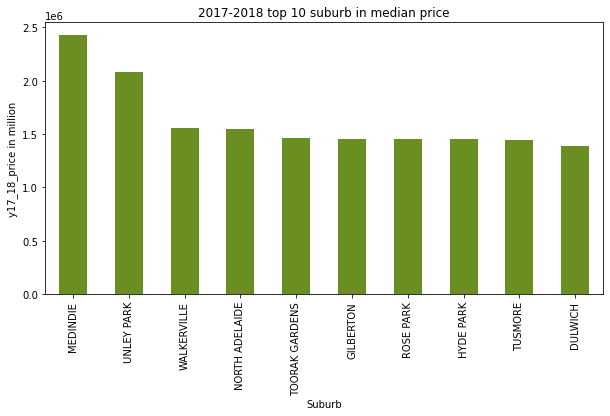 2017-2018 top 10 suburb in median price
1e6
2.5
2.0
1.5
1.0
0.5
0.0
y17_18_price in million
MEDINDIE
UNLEY PARK
WALKERVILLE
NORTH ADELAIDE
TOORAK GARDENS
GILBERTON
ROSE PARK
HYDE PARK
TUSMORE
DULWICH
Suburb